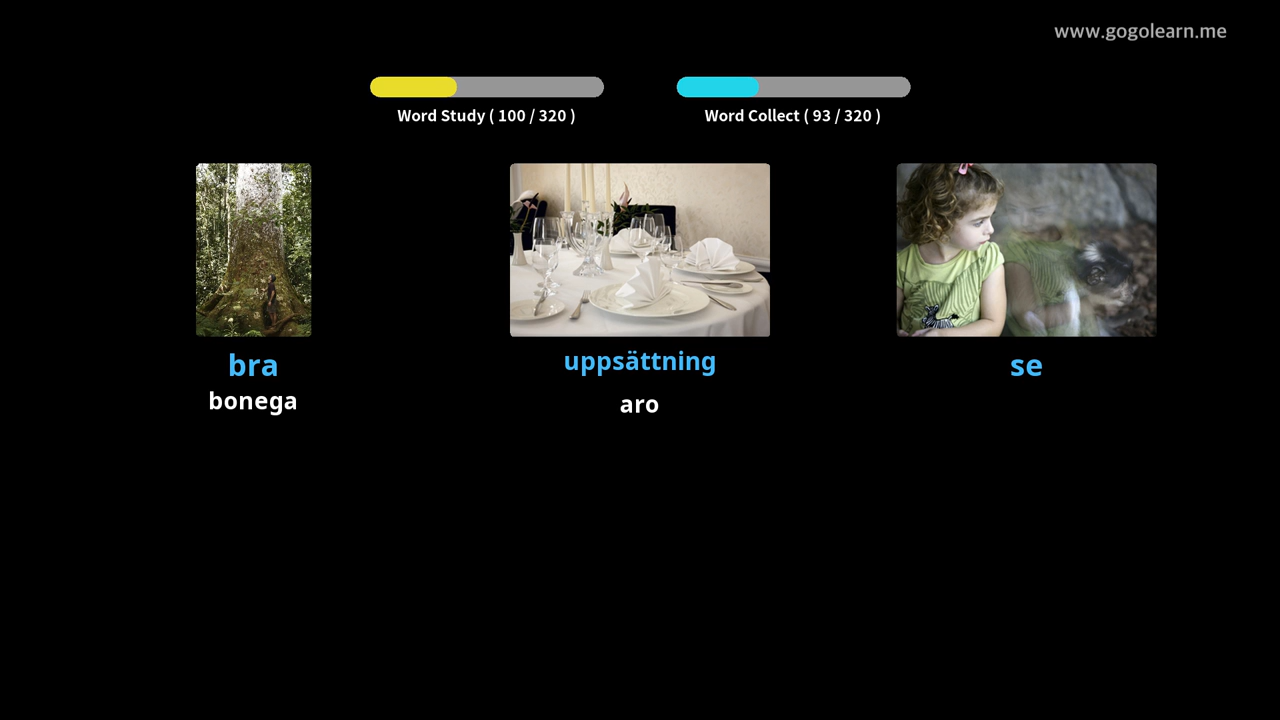 www.gogolearn.me
Word Study ( 100 / 320 )
Word Collect ( 93 / 320 )
bra
bonega
uppsättning
aro
se